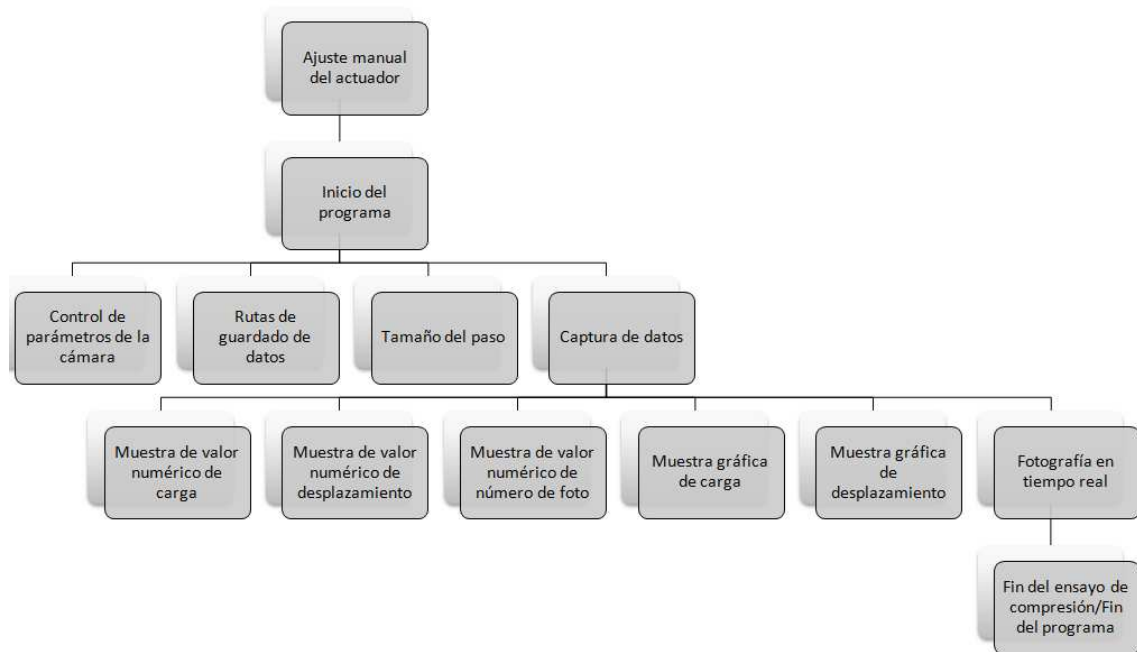 Ajuste manual
del actuador
Inicio del
programa
Control de
parámetros de la
cámara
Rutas de
guardado de
datos
Tamaño del paso
Captura de datos
Muestra de valor
numérico de
carga
Muestra de valor
numérico de
desplazamiento
Muestra de valor
numérico de
número de foto
Muestra gráfica
de carga
Muestra gráfica
de
desplazamiento
Fotografía en
tiempo real
Fin del ensayo de
compresión/Fin
del programa